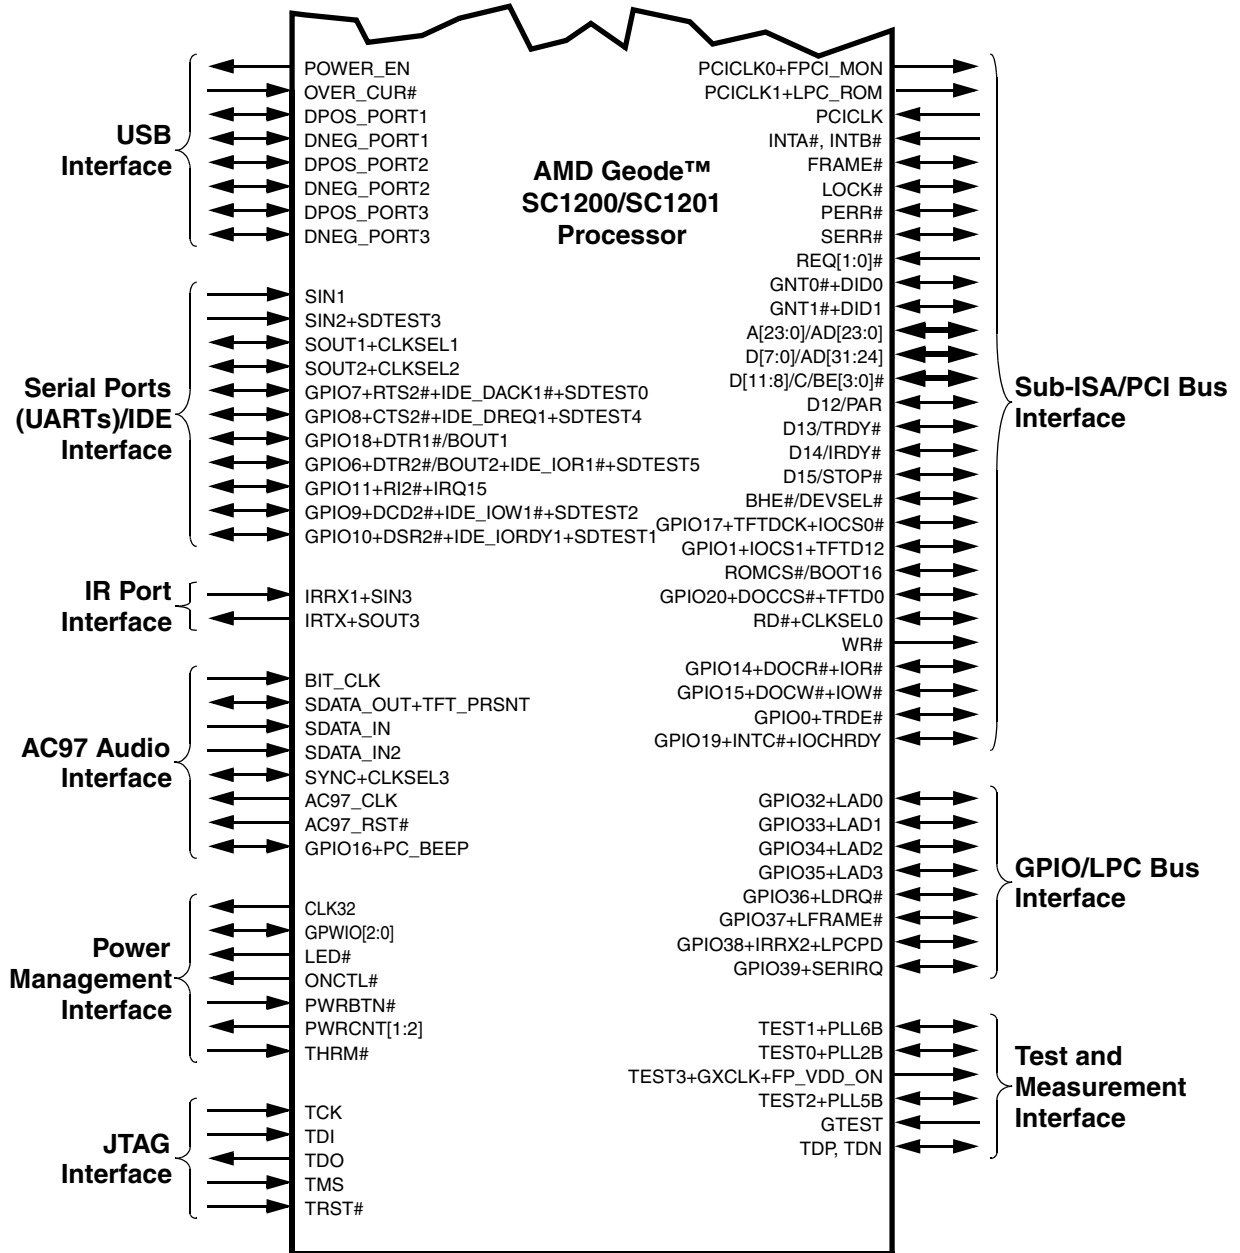 USB
Interface
POWER_EN
OVER_CUR#
DPOS_PORT1
DNEG_PORT1
DPOS_PORT2
DNEG_PORT2
DPOS_PORT3
DNEG_PORT3
Serial Ports
(UARTs)/IDE
Interface
SIN1
SIN2+SDTEST3
SOUT1+CLKSEL1
SOUT2+CLKSEL2
GPIO7+RTS2#+IDE_DACK1#+SDTEST0
GPIO8+CTS2#+IDE_DREQ1+SDTEST4
GPIO18+DTR1#/BOUT1
GPIO6+DTR2#/BOUT2+IDE_IOR1#+SDTEST5
GPIO11+RI2#+IRQ15
GPIO9+DCD2#+IDE_IOW1#+SDTEST2
GPIO10+DSR2#+IDE_IORDY1+SDTEST1
IR Port
Interface
IRRX1+SIN3
IRTX+SOUT3
AC97 Audio
Interface
BIT_CLK
SDATA_OUT+TFT_PRSNT
SDATA_IN
SDATA_IN2
SYNC+CLKSEL3
AC97_CLK
AC97_RST#
GPIO16+PC_BEEP
Power
Management
Interface
CLK32
GPWIO[2:0]
LED#
ONCTL#
PWRBTN#
PWRCNT[1:2]
THRM#
JTAG
Interface
TCK
TDI
TDO
TMS
TRST#
AMD Geode™
SC1200/SC1201
Processor
PCICLK0+FPCI_MON
PCICLK1+LPC_ROM
PCICLK
INTA#, INTB#
FRAME#
LOCK#
PERR#
SERR#
REQ[1:0]#
GNT0#+DID0
GNT1#+DID1
A[23:0]/AD[23:0]
D[7:0]/AD[31:24]
D[11:8]/C/BE[3:0]#
D12/PAR
D13/TRDY#
D14/IRDY#
D15/STOP#
BHE#/DEVSEL#
GPIO17+TFTDCK+IOCS0#
GPIO1+IOCS1+TFTD12
ROMCS#/BOOT16
GPIO20+DOCCS#+TFTD0
RD#+CLKSEL0
WR#
GPIO14+DOCR#+IOR#
GPIO15+DOCW#+IOW#
GPIO0+TRDE#
GPIO19+INTC#+IOCHRDY
Sub-ISA/PCI Bus
Interface
GPIO32+LAD0
GPIO33+LAD1
GPIO34+LAD2
GPIO35+LAD3
GPIO36+LDRQ#
GPIO37+LFRAME#
GPIO38+IRRX2+LPCPD
GPIO39+SERIRQ
GPIO/LPC Bus
Interface
TEST1+PLL6B
TEST0+PLL2B
TEST3+GXCLK+FP_VDD_ON
TEST2+PLL5B
GTEST
TDP, TDN
Test and
Measurement
Interface